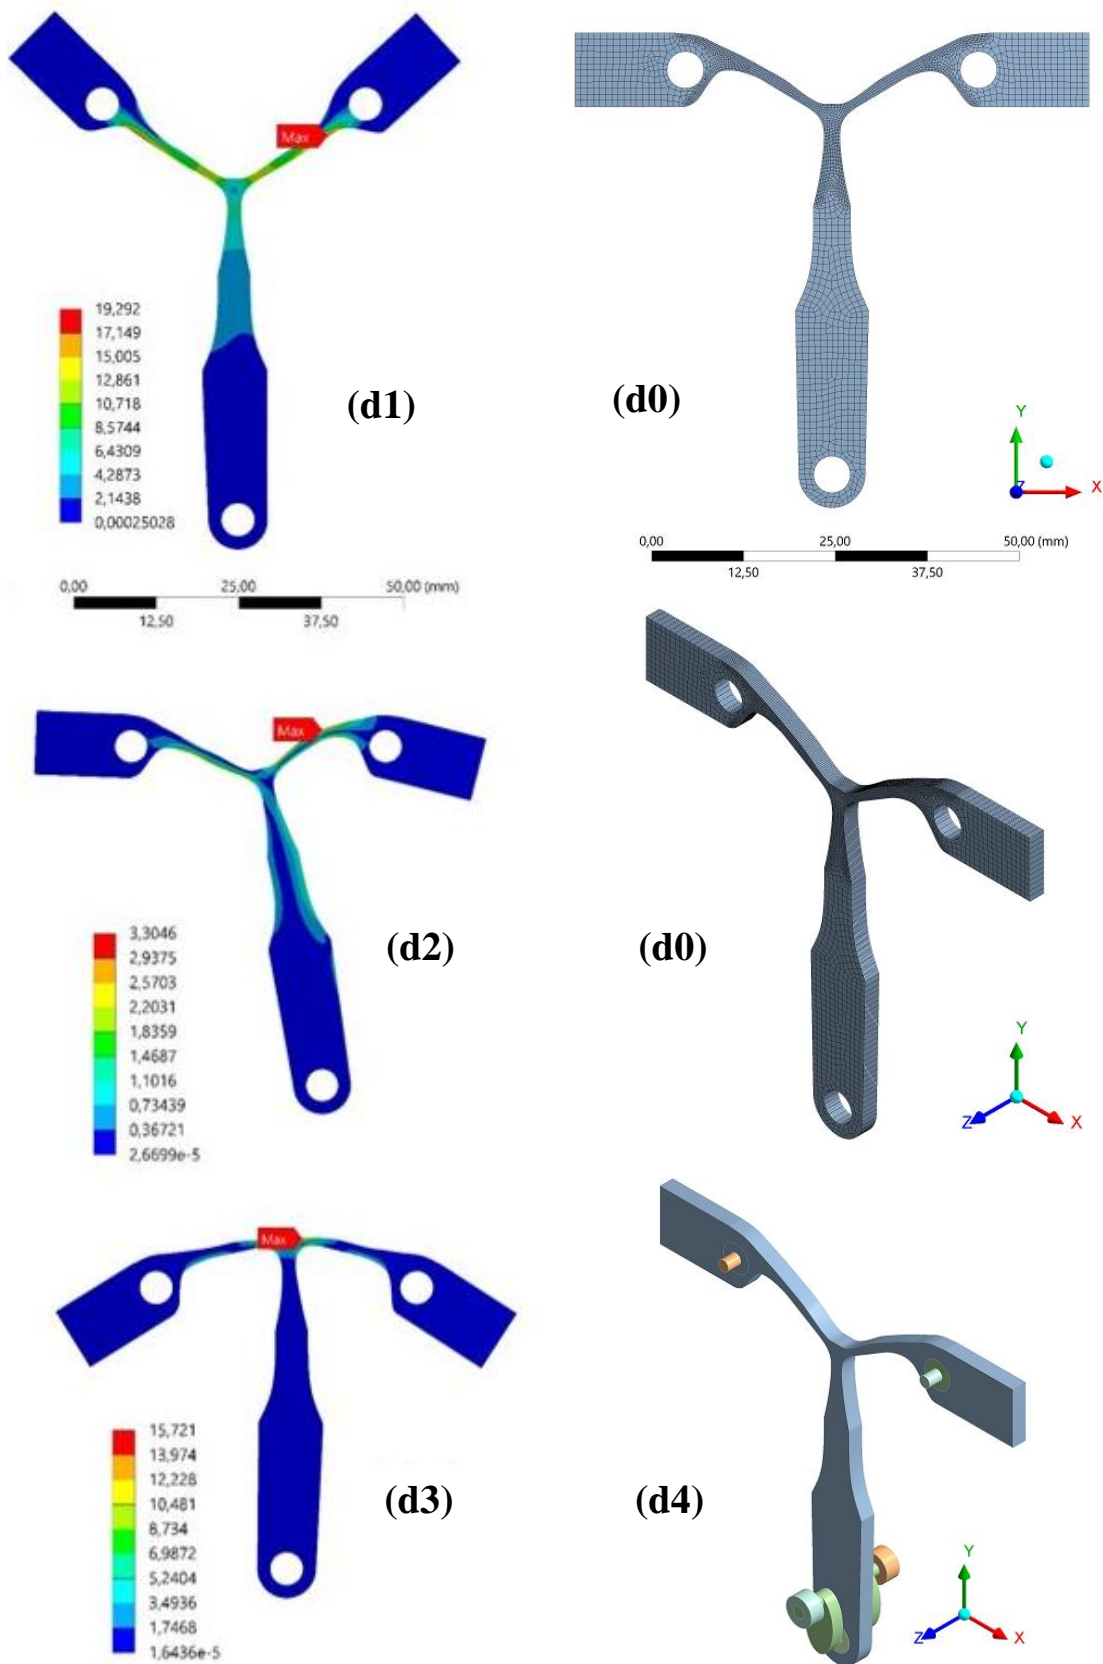 Max
19,292
17,149
15,005
12,861
10,718
8,5744
6,4309
4,2873
2,1438
0,00025028
(d1)
0,00 25,00 50,00 (mm)
12,50 37,50
(d0)
Y
Z X
0,00 25,00 50,00 (mm)
12,50 37,50
Max
3,3046
2,9375
2,5703
2,2031
1,8359
1,4687
1,1016
0,73439
0,36721
2,6699e-5
(d2)
(d0)
Y
Z X
Max
15,721
13,974
12,228
10,481
8,734
6,9872
5,2404
3,4936
1,7468
1,6436e-5
(d3)
(d4)
Y
Z X